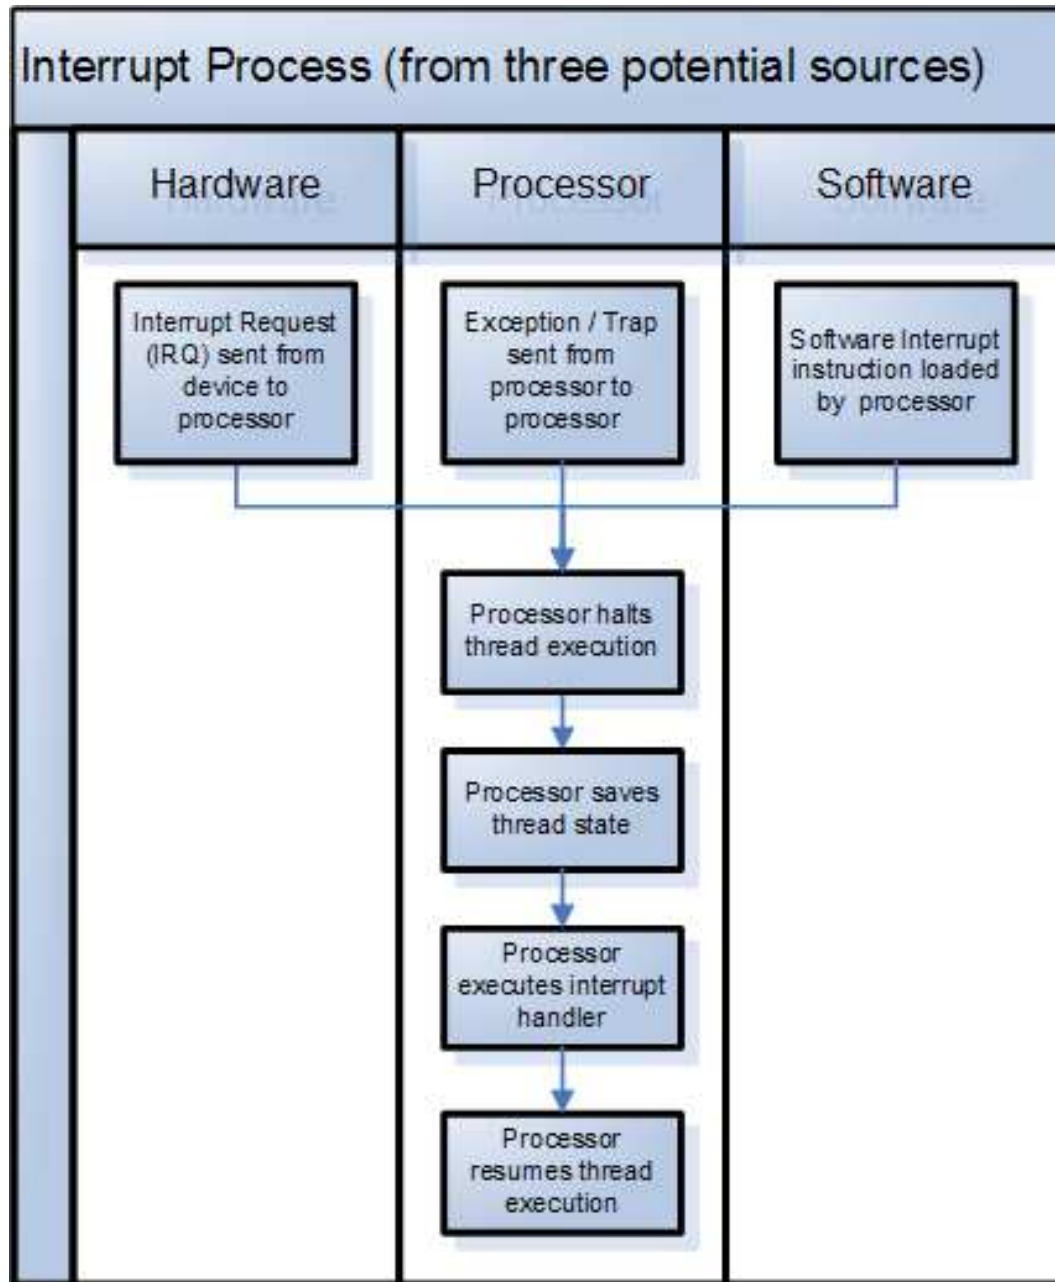 Interrupt Process (from three potential sources)
Hardware
Processor
Software
Interrupt Request
(IRQ) sent from
device to
processor
Exception / Trap
sent from
processor to
processor
Software Interrupt
instruction loaded
by processor
Processor halts
thread execution
Processor saves
thread state
Processor
executes interrupt
handler
Processor
resumes thread
execution